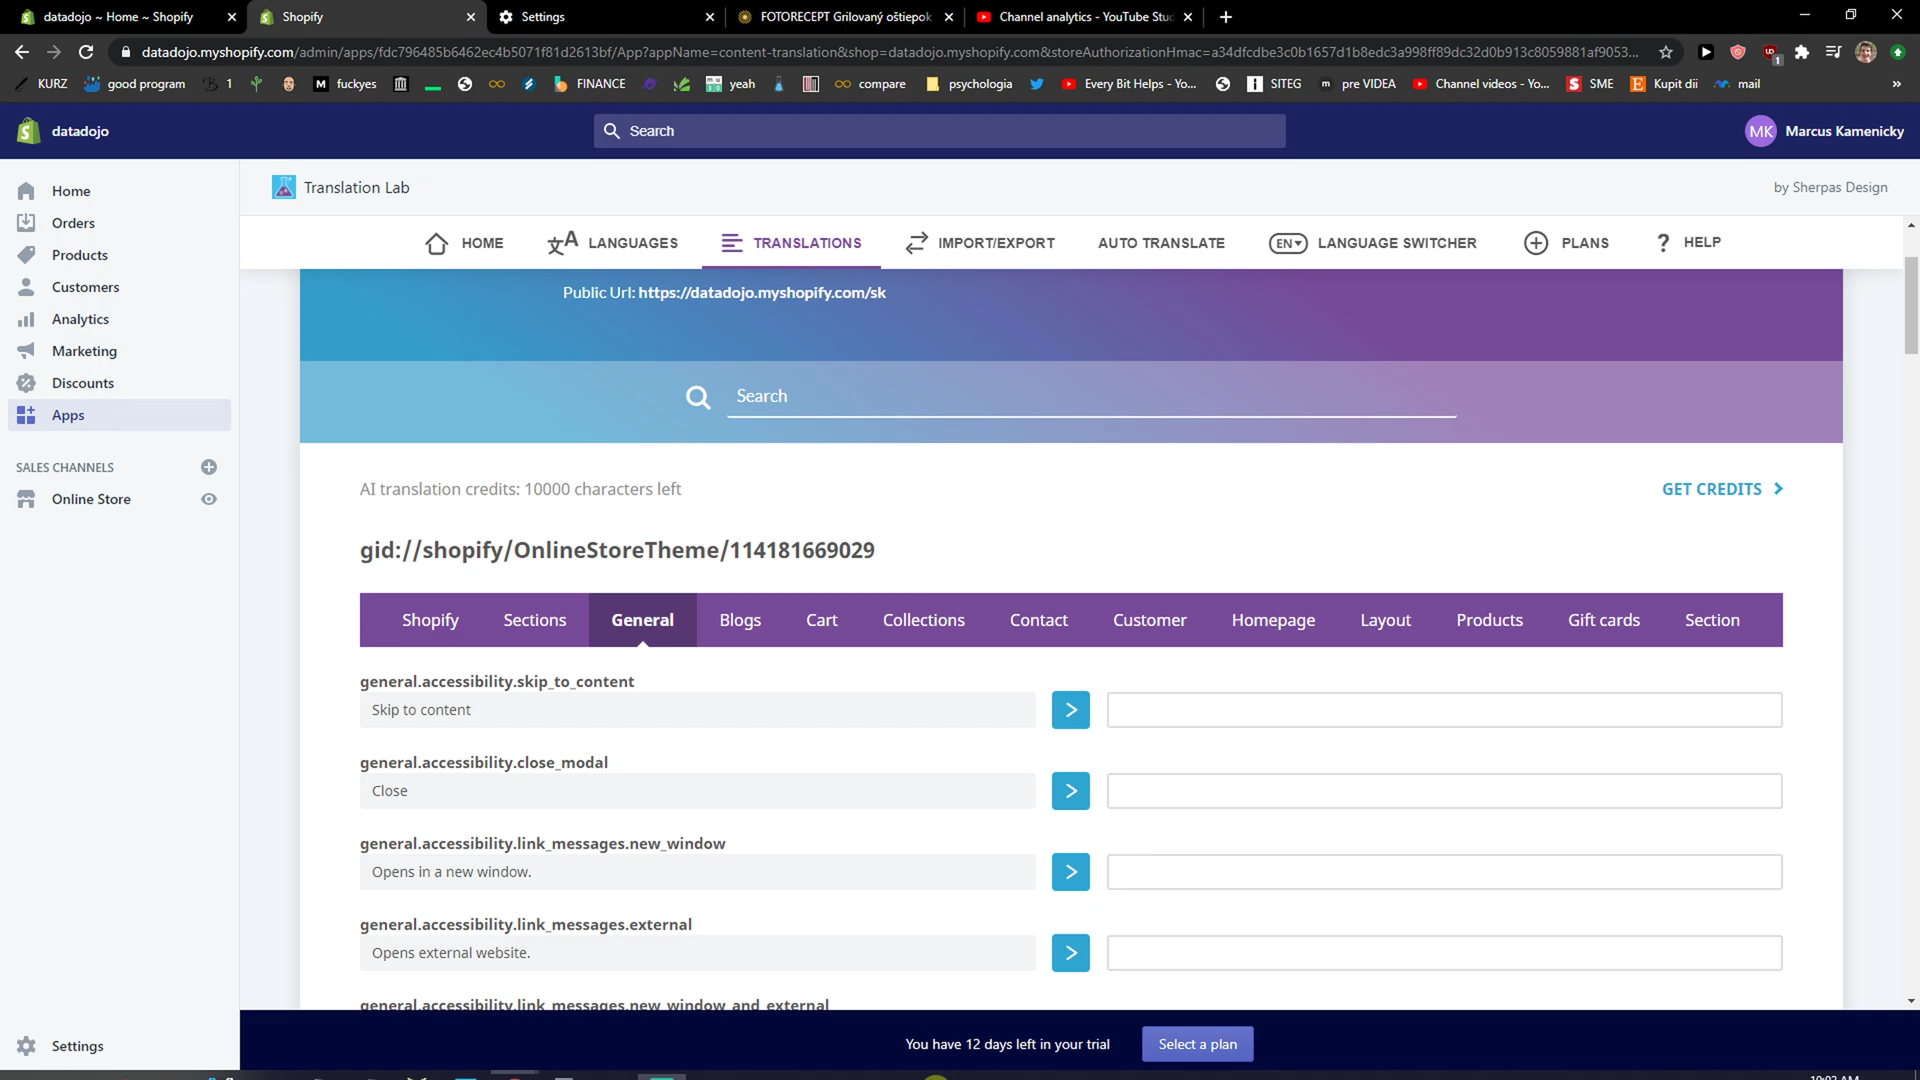 datadojo ~ Home ~ Shopify
Shopify
Settings
FOTORECEPT Grilovaný oštiepok
Channel analytics - YouTube Stud
datadojo.myshopify.com/admin/apps/fdc796485b6462ec4b5071f81d2613bf/App?appName=content-translation&shop=datadojo.myshopify.com&storeAuthorizationHmac=a34dfcdbe3c0b1657d1b8edc3a998ff89dc32d0b913c8059881af9053...
KURZ
good program
1
fuckyes
FINANCE
yeah
compare
psychologia
Every Bit Helps - Yo...
SITEG
pre VIDEA
Channel videos - Yo...
SME
Kupit dii
mail
»
datadojo
Search
MK
Marcus Kamenicky
Home
Orders
Products
Customers
Analytics
Marketing
Discounts
Apps
SALES CHANNELS
Online Store
Settings
Translation Lab
by Sherpas Design
HOME
LANGUAGES
TRANSLATIONS
IMPORT/EXPORT
AUTO TRANSLATE
EN
LANGUAGE SWITCHER
PLANS
? HELP
Public Url: https://datadojo.myshopify.com/sk
Search
AI translation credits: 10000 characters left
GET CREDITS
gid://shopify/OnlineStoreTheme/114181669029
Shopify
Sections
General
Blogs
Cart
Collections
Contact
Customer
Homepage
Layout
Products
Gift cards
Section
general.accessibility.skip_to_content
Skip to content
general.accessibility.close_modal
Close
general.accessibility.link_messages.new_window
Opens in a new window.
general.accessibility.link_messages.external
Opens external website.
general.accessibility.link_messages.new_window_and_external
You have 12 days left in your trial
Select a plan
10:02 AM